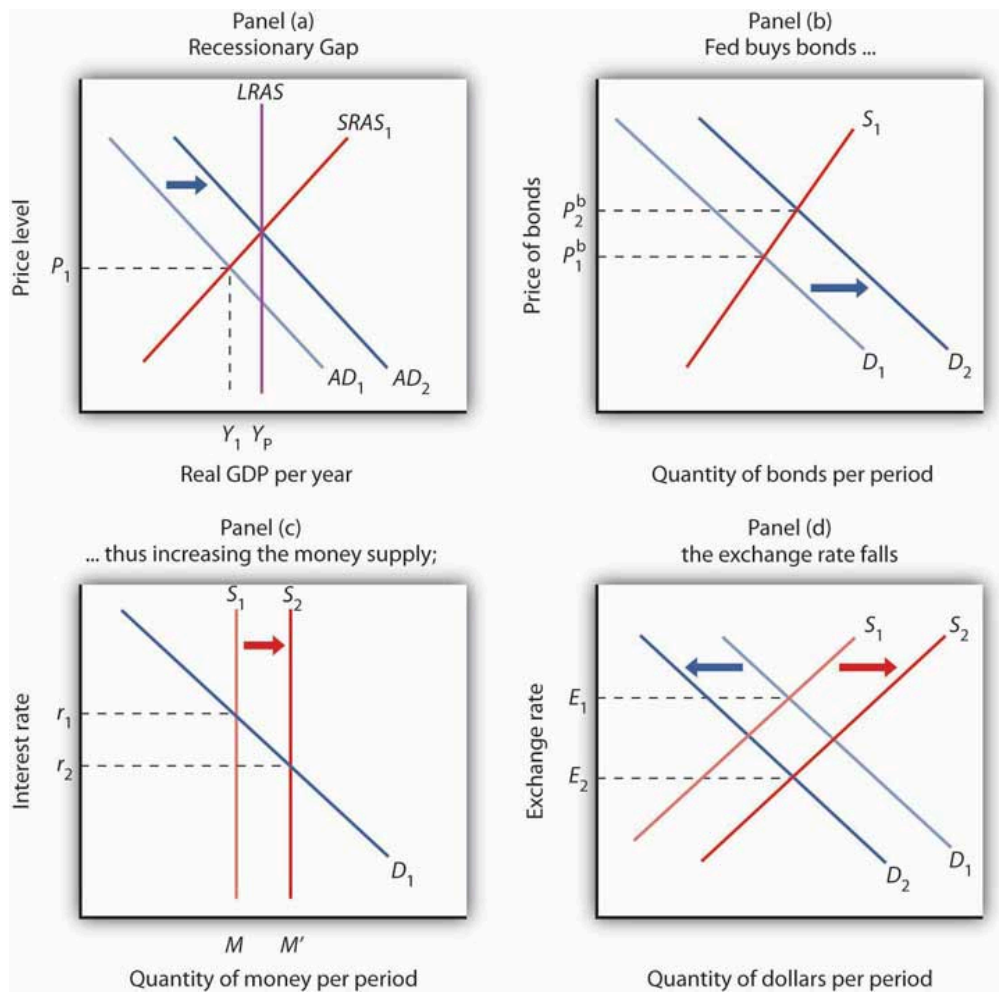 Panel (a)
Recessionary Gap
LRAS
SRAS1
Price level
P1
AD1
AD2
Y1
YP
Real GDP per year
Panel (b)
Fed buys bonds ...
S1
Price of bonds
P2b
P1b
D1
D2
Quantity of bonds per period
Panel (c)
... thus increasing the money supply;
S1
S2
Interest rate
r1
r2
D1
M
M'
Quantity of money per period
Panel (d)
the exchange rate falls
S1
S2
Exchange rate
E1
E2
D1
D2
Quantity of dollars per period